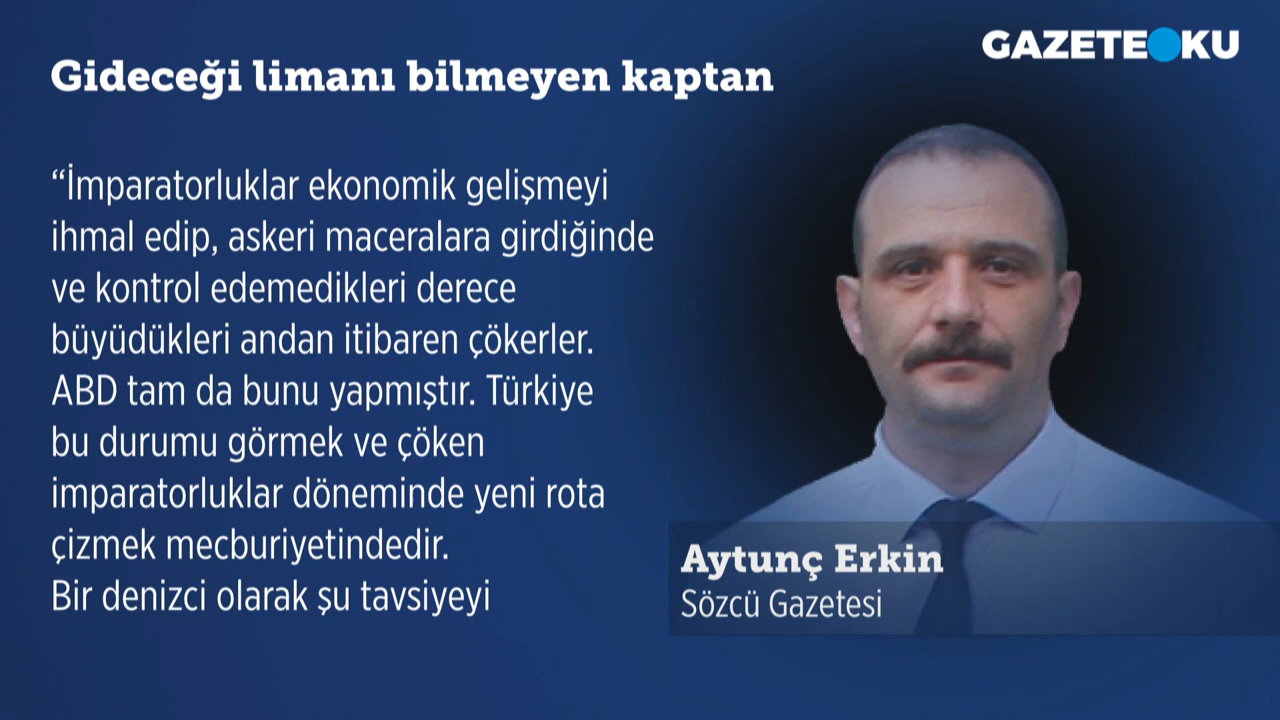 GAZETEOKU
Gideceği limanı bilmeyen kaptan
“İmparatorluklar ekonomik gelişmeyi
ihmal edip, askeri maceralara girdiğinde
ve kontrol edemedikleri derece
büyüdükleri andan itibaren çökerler.
ABD tam da bunu yapmıştır. Türkiye
bu durumu görmek ve çöken
imparatorluklar döneminde yeni rota
çizmek mecburiyetindedir.
Bir denizci olarak şu tavsiyeyi
Aytunç Erkin
Sözcü Gazetesi